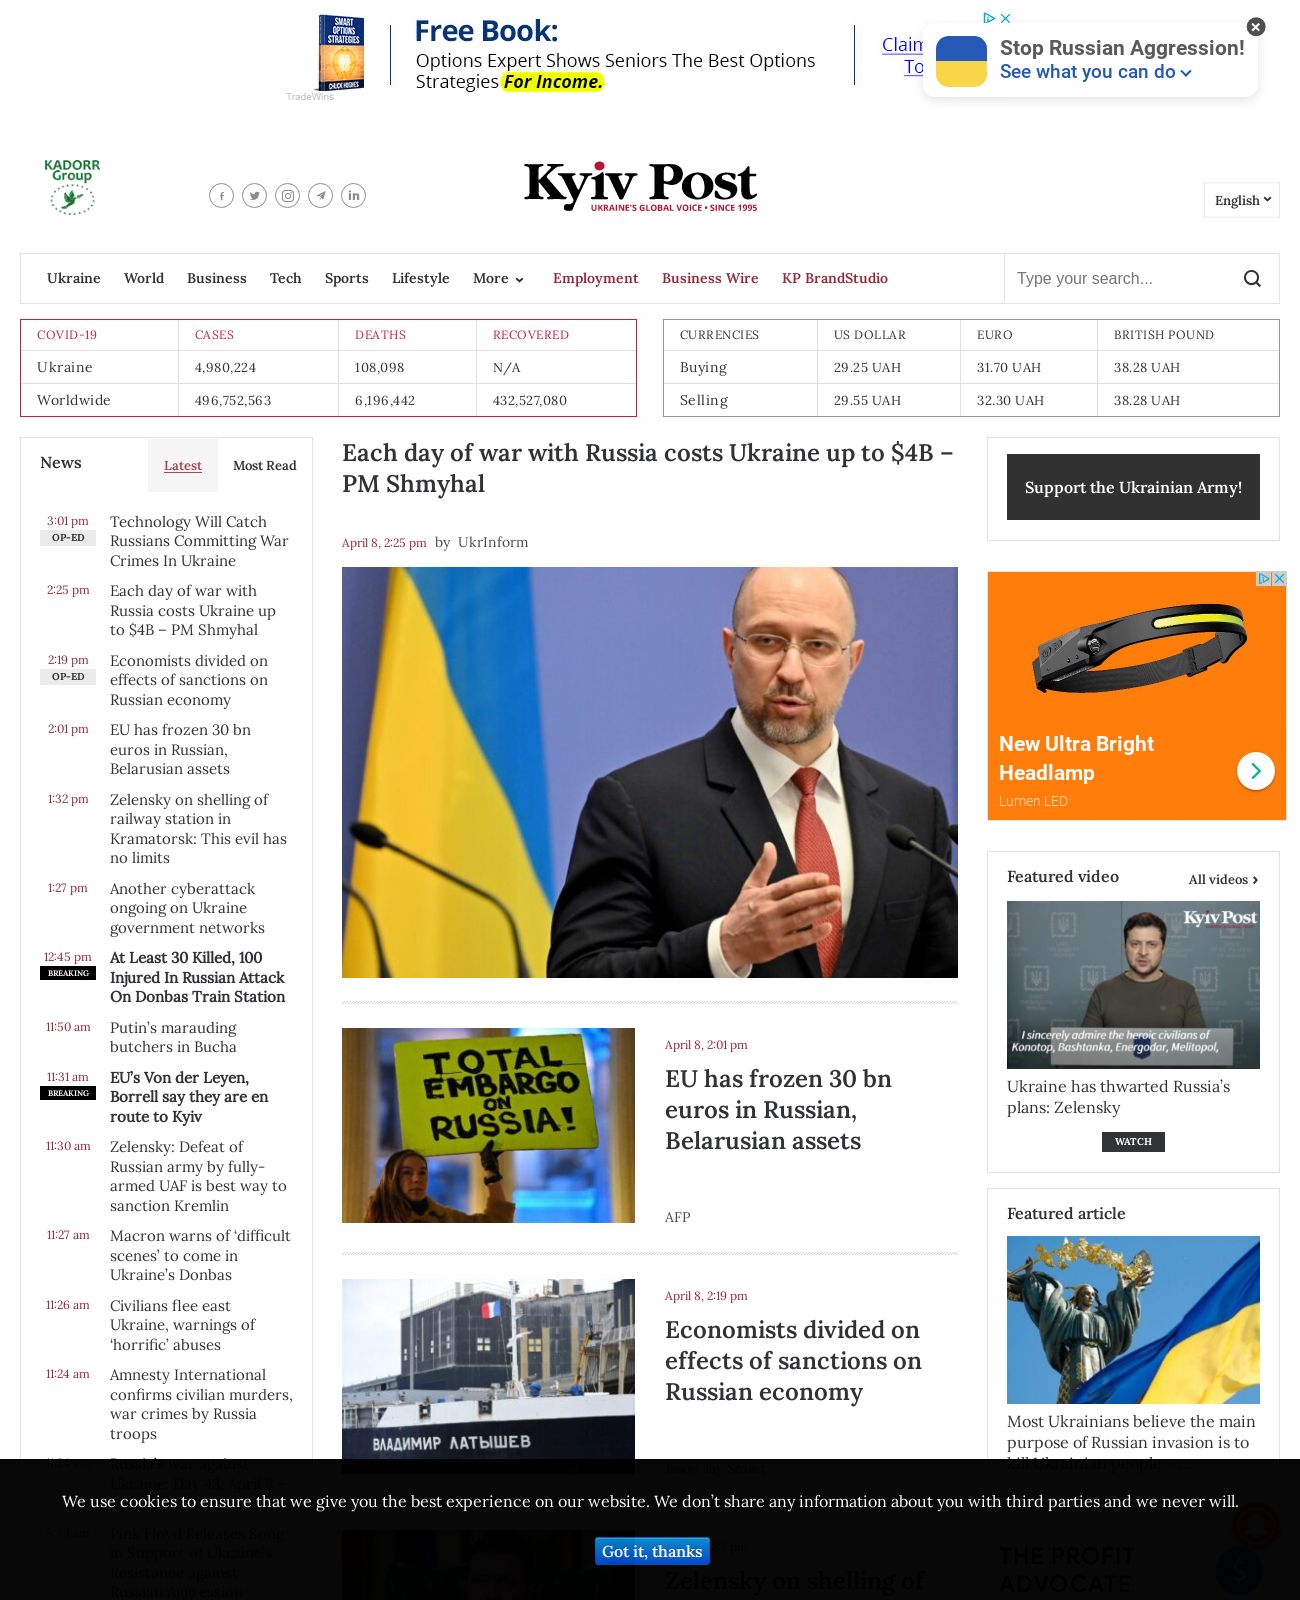 SMART
OPTIONS
STRATEGIES
CHUCK HUGHES
TradeWins
Free Book:
Options Expert Shows Seniors The Best Options
Strategies For Income.
Claim
To
Stop Russian Aggression!
See what you can do
KADORR
Group
Kyiv Post
UKRAINE'S GLOBAL VOICE • SINCE 1995
English
Ukraine World Business Tech Sports Lifestyle More Employment Business Wire KP BrandStudio
Type your search...
COVID-19 CASES DEATHS RECOVERED
Ukraine 4,980,224 108,098 N/A
Worldwide 496,752,563 6,196,442 432,527,080
CURRENCIES US DOLLAR EURO BRITISH POUND
Buying 29.25 UAH 31.70 UAH 38.28 UAH
Selling 29.55 UAH 32.30 UAH 38.28 UAH
News Latest Most Read
3:01 pm
OP-ED
Technology Will Catch
Russians Committing War
Crimes In Ukraine
2:25 pm
Each day of war with
Russia costs Ukraine up
to $4B – PM Shmyhal
2:19 pm
OP-ED
Economists divided on
effects of sanctions on
Russian economy
2:01 pm
EU has frozen 30 bn
euros in Russian,
Belarusian assets
1:32 pm
Zelensky on shelling of
railway station in
Kramatorsk: This evil has
no limits
1:27 pm
Another cyberattack
ongoing on Ukraine
government networks
12:45 pm
BREAKING
At Least 30 Killed, 100
Injured In Russian Attack
On Donbas Train Station
11:50 am
Putin’s marauding
butchers in Bucha
11:31 am
BREAKING
EU’s Von der Leyen,
Borrell say they are en
route to Kyiv
11:30 am
Zelensky: Defeat of
Russian army by fully-
armed UAF is best way to
sanction Kremlin
11:27 am
Macron warns of ‘difficult
scenes’ to come in
Ukraine’s Donbas
11:26 am
Civilians flee east
Ukraine, warnings of
‘horrific’ abuses
11:24 am
Amnesty International
confirms civilian murders,
war crimes by Russia
troops
Russia's war against
Ukraine: Day 43, April 8 –
Pink Floyd Releases Song
in Support of Ukraine's
Resistance against
Russian Aggression
Each day of war with Russia costs Ukraine up to $4B –
PM Shmyhal
April 8, 2:25 pm by UkrInform
TOTAL
EMBARGO
ON
RUSSIA!
April 8, 2:01 pm
EU has frozen 30 bn
euros in Russian,
Belarusian assets
AFP
ВЛАДИМИР ЛАТЫШЕВ
April 8, 2:19 pm
Economists divided on
effects of sanctions on
Russian economy
Jason Jay Smart
Zelensky on shelling of
Support the Ukrainian Army!
New Ultra Bright
Headlamp
Lumen LED
Featured video All videos
Kyiv Post
I sincerely admire the heroic civilians of
Konotop, Bashtanka, Energodar, Melitopol,
Ukraine has thwarted Russia’s
plans: Zelensky
WATCH
Featured article
Most Ukrainians believe the main
purpose of Russian invasion is to
kill Ukrainian people
THE PROFIT
ADVOCATE
We use cookies to ensure that we give you the best experience on our website. We don’t share any information about you with third parties and we never will.
Got it, thanks